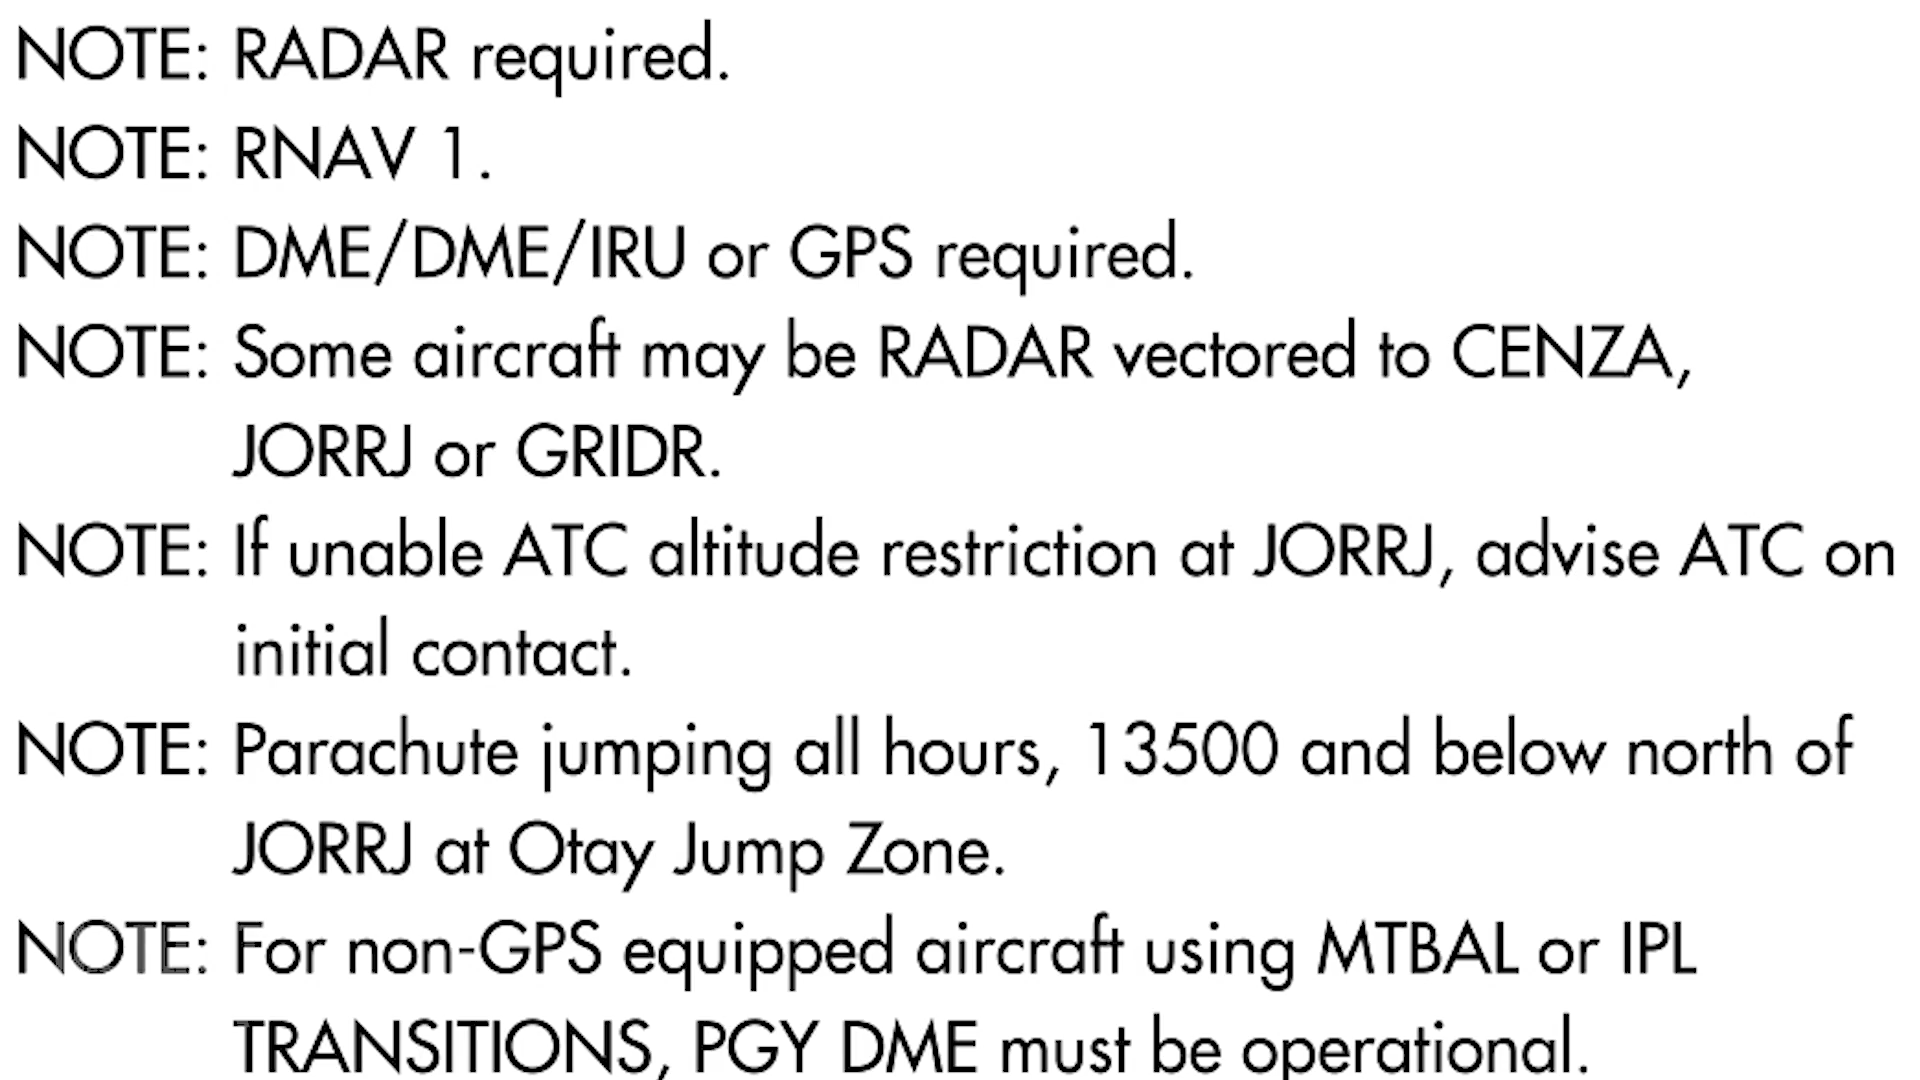 NOTE: RADAR required.
NOTE: RNAV 1.
NOTE: DME/DME/IRU or GPS required.
NOTE: Some aircraft may be RADAR vectored to CENZA,
JORRJ or GRIDR.
NOTE: If unable ATC altitude restriction at JORRJ, advise ATC on
initial contact.
NOTE: Parachute jumping all hours, 13500 and below north of
JORRJ at Otay Jump Zone.
NOTE: For non-GPS equipped aircraft using MTBAL or IPL
TRANSITIONS, PGY DME must be operational.